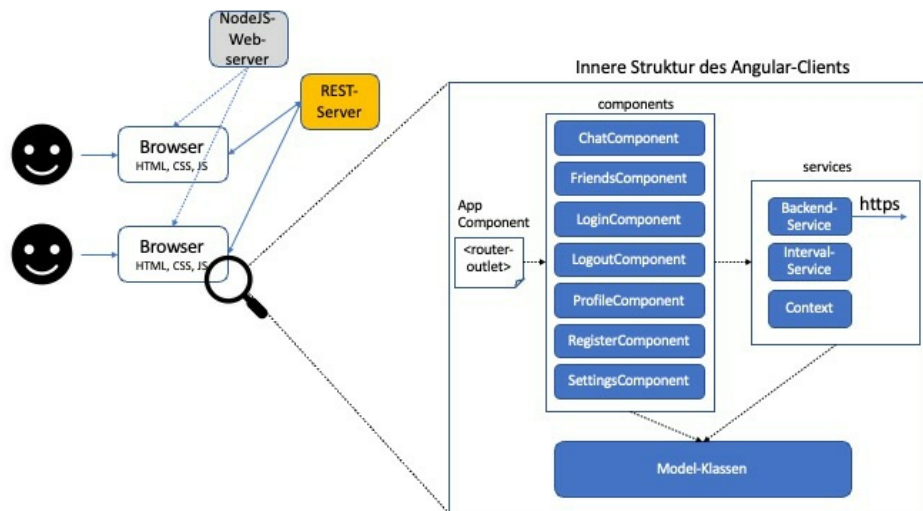 NodeJS-
Web-
server
REST-
Server
Browser
HTML, CSS, JS
Browser
HTML, CSS, JS
Innere Struktur des Angular-Clients
components
ChatComponent
FriendsComponent
LoginComponent
LogoutComponent
ProfileComponent
RegisterComponent
SettingsComponent
App
Component
<router-
outlet>
services
Backend-
Service
https
Interval-
Service
Context
Model-Klassen